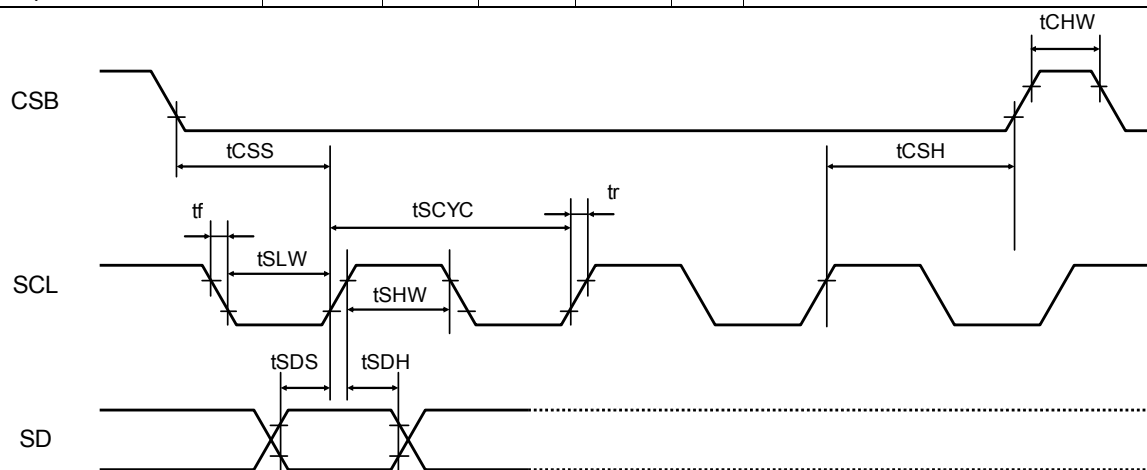 tCHW
CSB
tCSS
tCSH
tr
tf
tSCYC
tSLW
SCL
tSHW
tSDS tSDH
SD